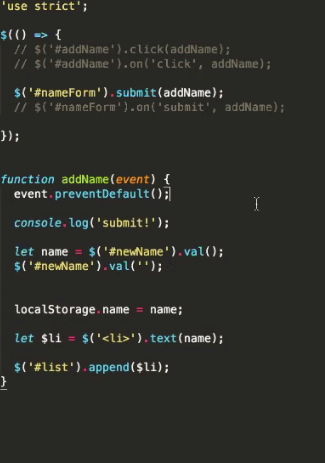 'use strict';
$(() => {
  // $('#addName').click(addName);
  // $('#addName').on('click', addName);
  $('#nameForm').submit(addName);
  // $('#nameForm').on('submit', addName);
});
function addName(event) {
  event.preventDefault();
  console.log('submit!');
  let name = $('#newName').val();
  $('#newName').val('');
  localStorage.name = name;
  let $li = $('<li>').text(name);
  $('#list').append($li);
}